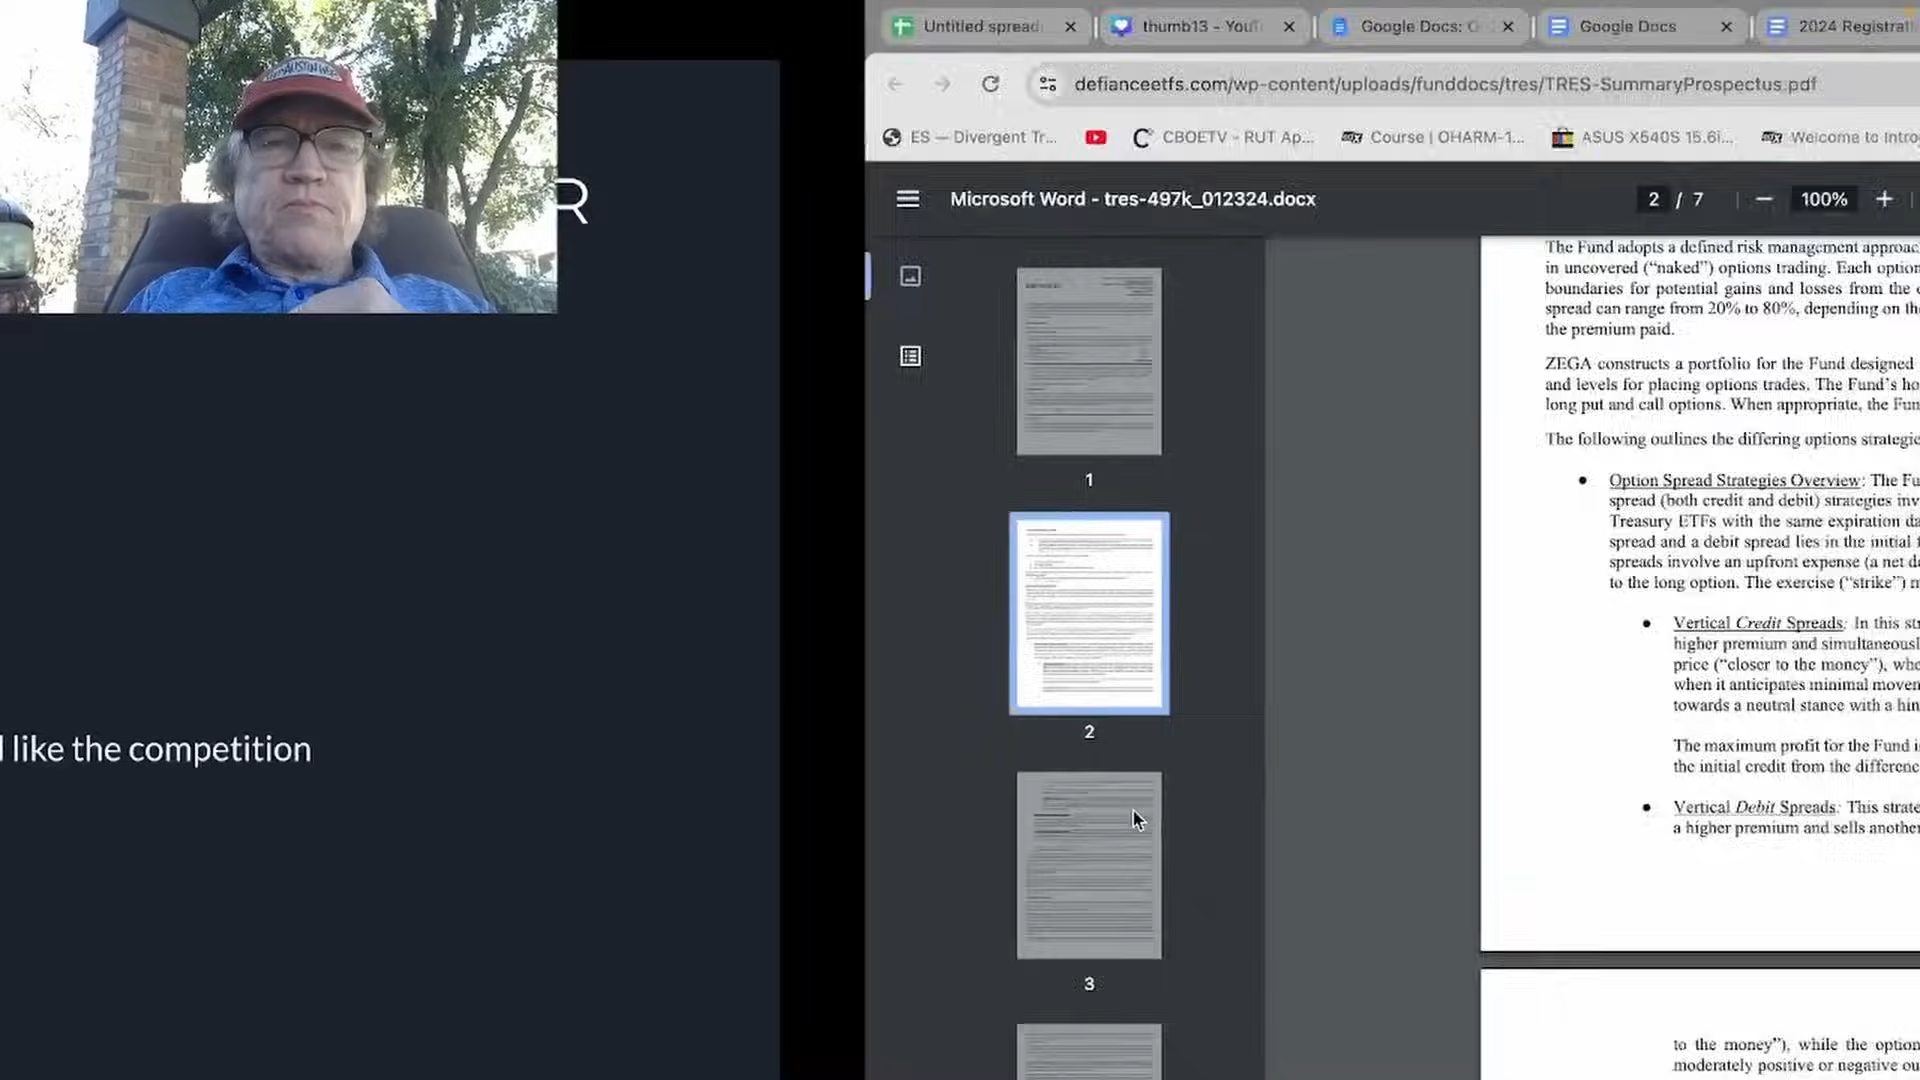 Untitled spread
thumb13 - YouT
Google Docs:
Google Docs
2024 Registrati
defianceetfs.com/wp-content/uploads/funddocs/tres/TRES-SummaryProspectus.pdf
ES — Divergent Tr...
CBOETV - RUT Ap...
Course | OHARM-1...
ASUS X540S 15.6i...
Welcome to Intro
R
Microsoft Word - tres-497k_012324.docx
2 / 7
100%
The Fund adopts a defined risk management approac
in uncovered (“naked”) options trading. Each option
boundaries for potential gains and losses from the
spread can range from 20% to 80%, depending on the
the premium paid.
ZEGA constructs a portfolio for the Fund designed
and levels for placing options trades. The Fund’s ho
long put and call options. When appropriate, the Fun
The following outlines the differing options strategie
• Option Spread Strategies Overview: The Fu
spread (both credit and debit) strategies inv
Treasury ETFs with the same expiration da
spread and a debit spread lies in the initial
spreads involve an upfront expense (a net de
to the long option. The exercise (“strike”) m
• Vertical Credit Spreads: In this str
higher premium and simultaneousl
price (“closer to the money”), whe
when it anticipates minimal moven
towards a neutral stance with a hin
The maximum profit for the Fund i
the initial credit from the differenc
• Vertical Debit Spreads: This strate
a higher premium and sells another
to the money”), while the option
moderately positive or negative ou
1
2
3
l like the competition